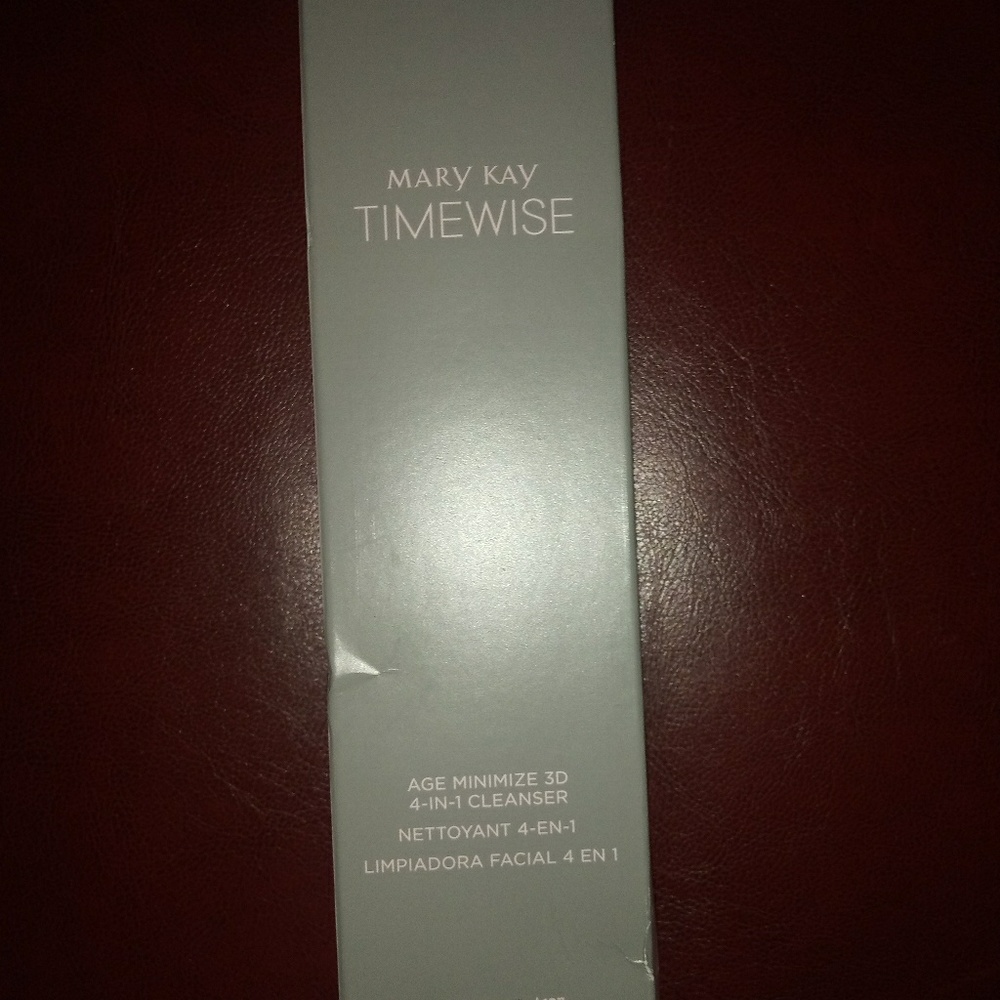 MARY KAY
TIMEWISE
AGE MINIMIZE 3D
4-IN-1 CLEANSER
NETTOYANT 4-EN-1
LIMPIADORA FACIAL 4 EN 1